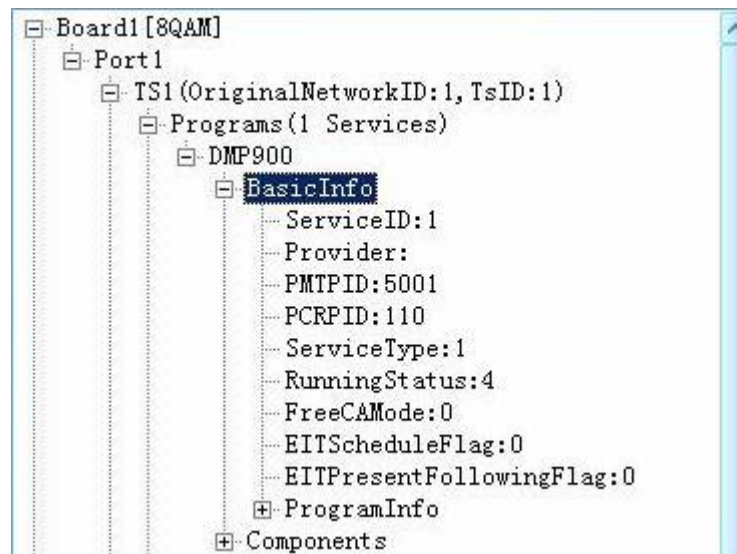 Board1[8QAM]
Port1
TS1(OriginalNetworkID:1,TsID:1)
Programs(1 Services)
DMP900
BasicInfo
ServiceID:1
Provider:
PMTPID:5001
PCRPID:110
ServiceType:1
RunningStatus:4
FreeCAMode:0
EITScheduleFlag:0
EITPresentFollowingFlag:0
ProgramInfo
Components